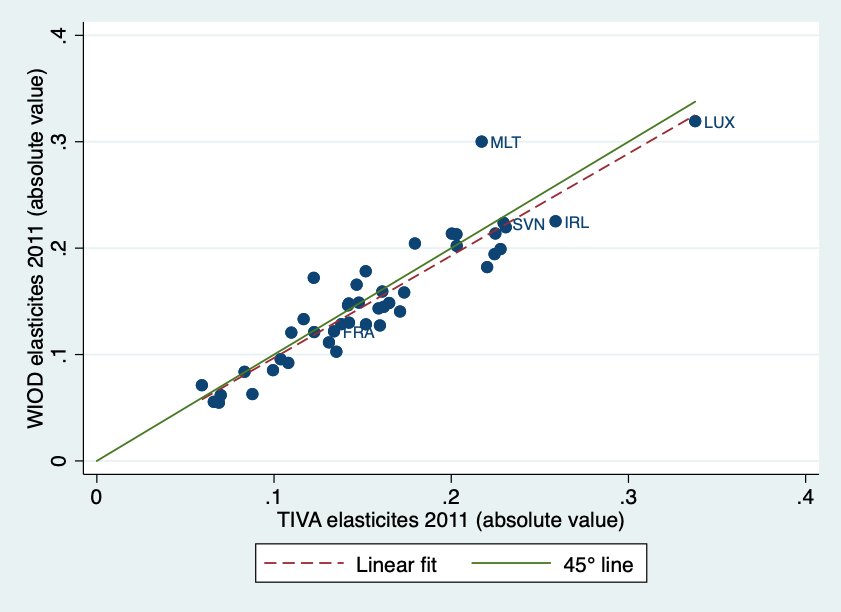 WIOD elasticites 2011 (absolute value)
.4
.3
.2
.1
0
MLT
LUX
SVN
IRL
FRA
0 .1 .2 .3 .4
TIVA elasticites 2011 (absolute value)
Linear fit 45° line